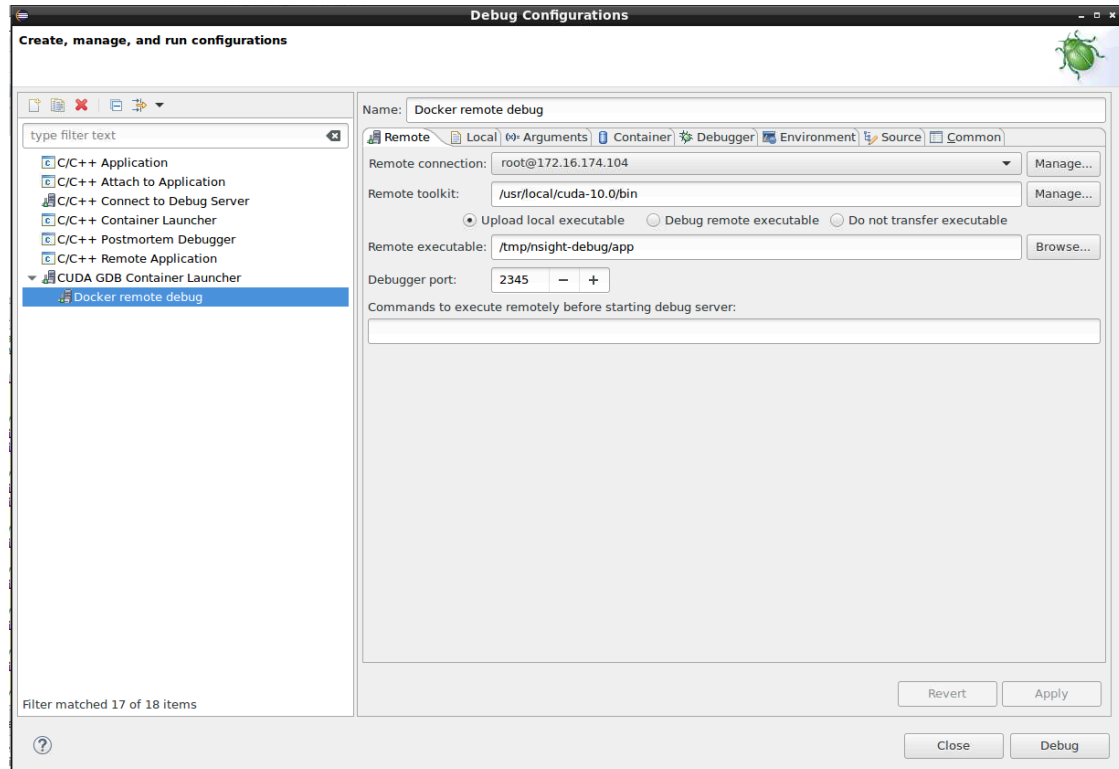 Debug Configurations
Create, manage, and run configurations
type filter text
C/C++ Application
C/C++ Attach to Application
C/C++ Connect to Debug Server
C/C++ Container Launcher
C/C++ Postmortem Debugger
C/C++ Remote Application
CUDA GDB Container Launcher
Docker remote debug
Filter matched 17 of 18 items
Name: Docker remote debug
Remote Local (x)= Arguments Container Debugger Environment Source Common
Remote connection: root@172.16.174.104 Manage...
Remote toolkit: /usr/local/cuda-10.0/bin Manage...
Upload local executable Debug remote executable Do not transfer executable
Remote executable: /tmp/nsight-debug/app Browse...
Debugger port: 2345 − +
Commands to execute remotely before starting debug server:
Revert Apply
? Close Debug